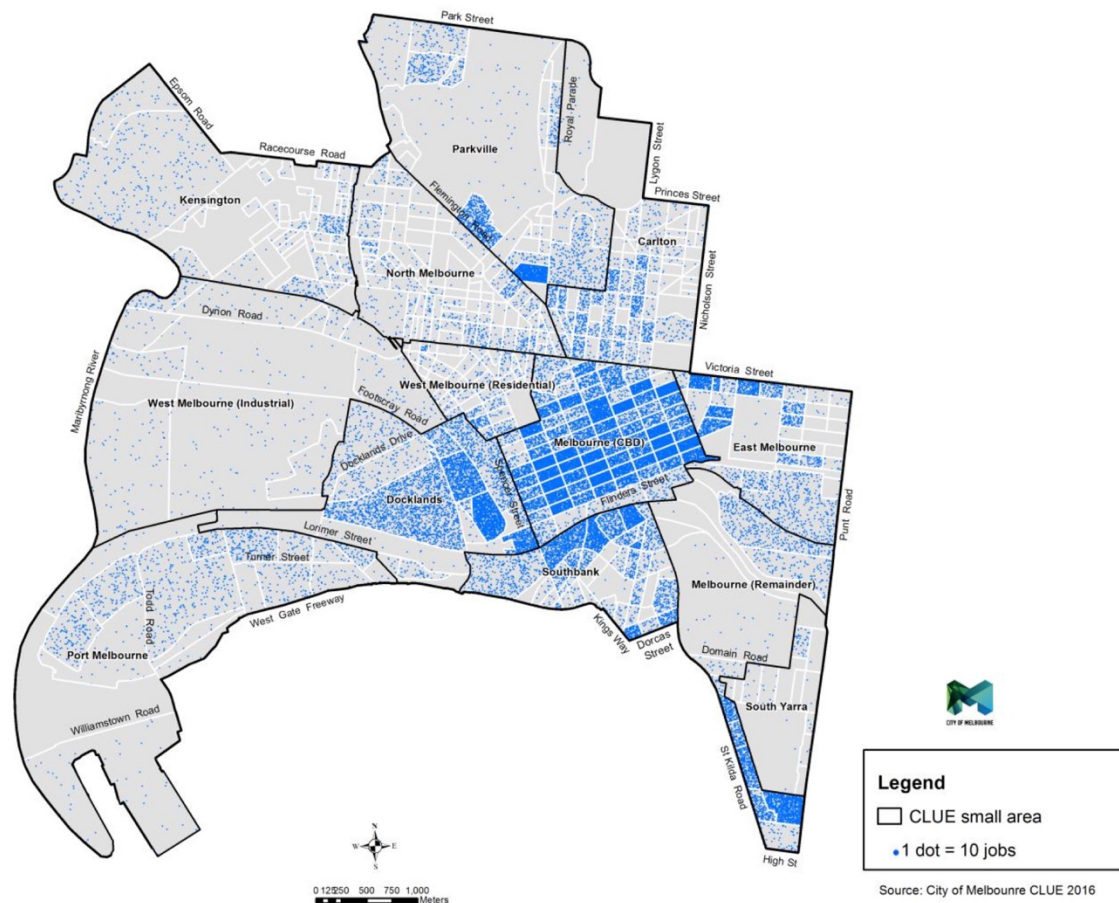 Park Street
Epsom Road
Racecourse Road
Royal Parade
Lygon Street
Parkville
Princes Street
Kensington
Flemington Road
Carlton
North Melbourne
Nicholson Street
Dynon Road
Victoria Street
Maribyrnong River
West Melbourne (Residential)
West Melbourne (Industrial)
Footscray Road
Melbourne (CBD)
East Melbourne
Docklands Drive
Spencer Street
Docklands
Flinders Street
Punt Road
Lorimer Street
Turner Street
Southbank
Melbourne (Remainder)
West Gate Freeway
Todd Road
Kings Way
Dorcas
Street
Port Melbourne
Domain Road
Williamstown Road
South Yarra
St Kilda Road
High St
CITY OF MELBOURNE
Legend
CLUE small area
1 dot = 10 jobs
Source: City of Melbounre CLUE 2016
N
W E
S
0 125 250 500 750 1,000
Meters